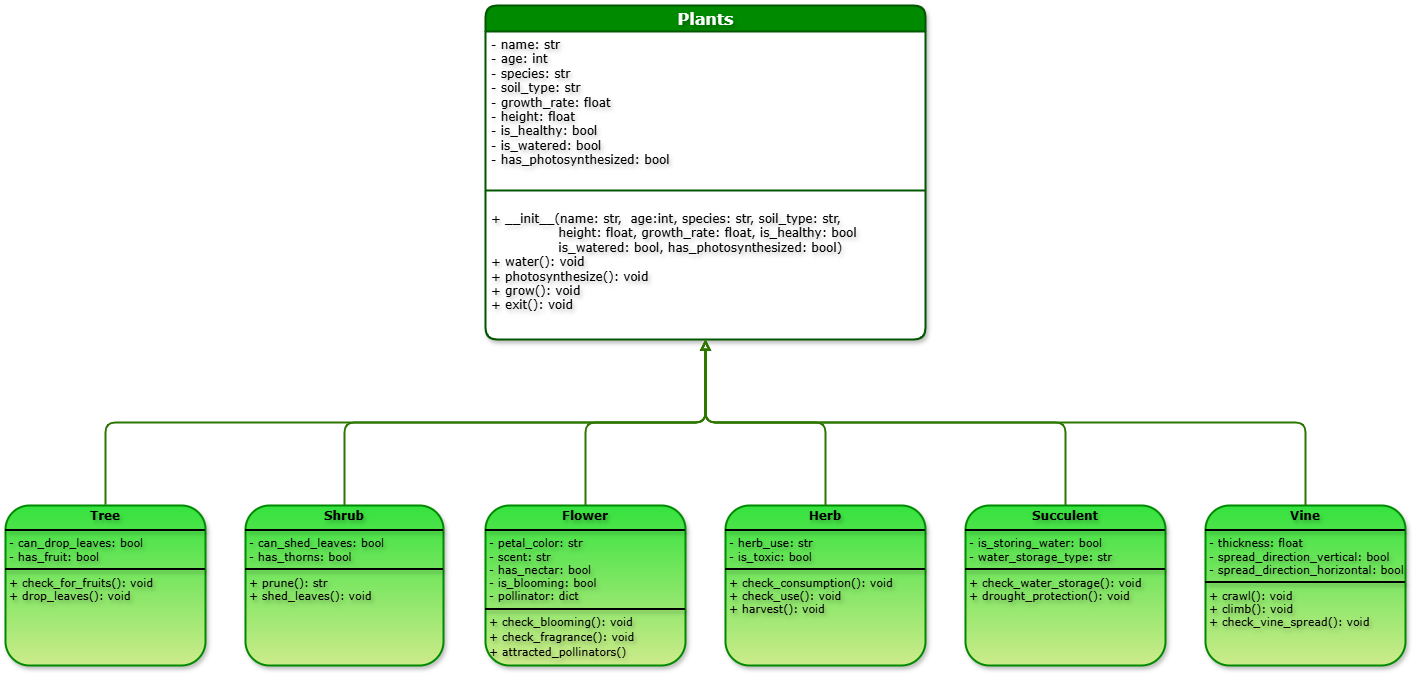 Plants
- name: str
- age: int
- species: str
- soil_type: str
- growth_rate: float
- height: float
- is_healthy: bool
- is_watered: bool
- has_photosynthesized: bool
+ __init__(name: str,  age:int, species: str, soil_type: str,
height: float, growth_rate: float, is_healthy: bool
is_watered: bool, has_photosynthesized: bool)
+ water(): void
+ photosynthesize(): void
+ grow(): void
+ exit(): void
Tree
- can_drop_leaves: bool
- has_fruit: bool
+ check_for_fruits(): void
+ drop_leaves(): void
Shrub
- can_shed_leaves: bool
- has_thorns: bool
+ prune(): str
+ shed_leaves(): void
Flower
- petal_color: str
- scent: str
- has_nectar: bool
- is_blooming: bool
- pollinator: dict
+ check_blooming(): void
+ check_fragrance(): void
+ attracted_pollinators()
Herb
- herb_use: str
- is_toxic: bool
+ check_consumption(): void
+ check_use(): void
+ harvest(): void
Succulent
- is_storing_water: bool
- water_storage_type: str
+ check_water_storage(): void
+ drought_protection(): void
Vine
- thickness: float
- spread_direction_vertical: bool
- spread_direction_horizontal: bool
+ crawl(): void
+ climb(): void
+ check_vine_spread(): void